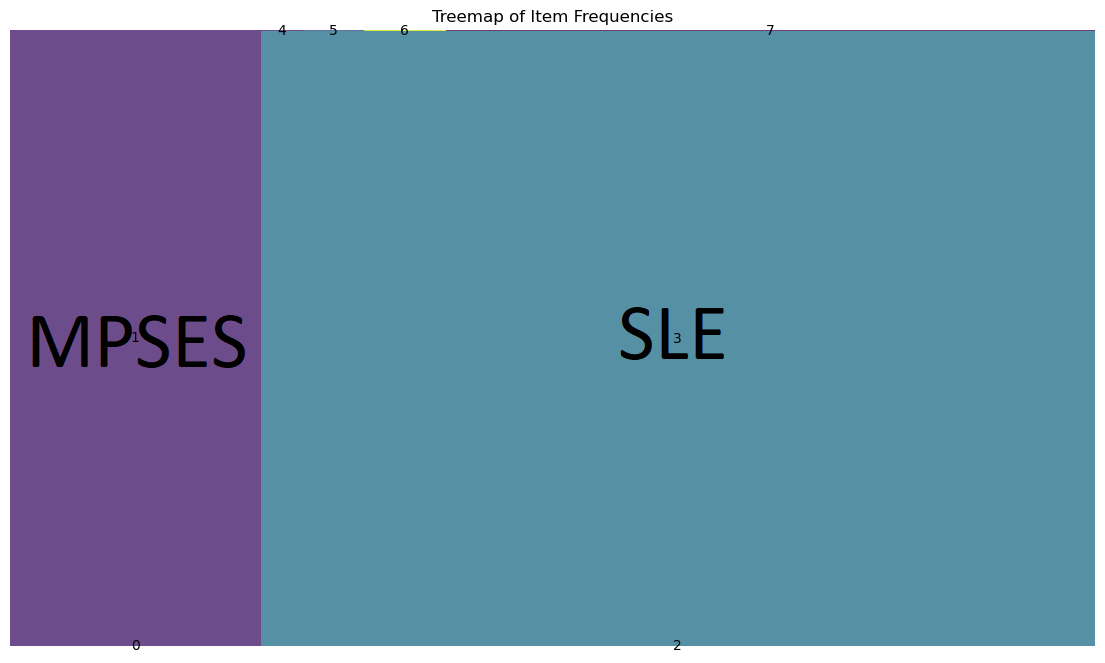 Treemap of Item Frequencies
4 5 6 7
MPSES
1
SLE
3
0 2